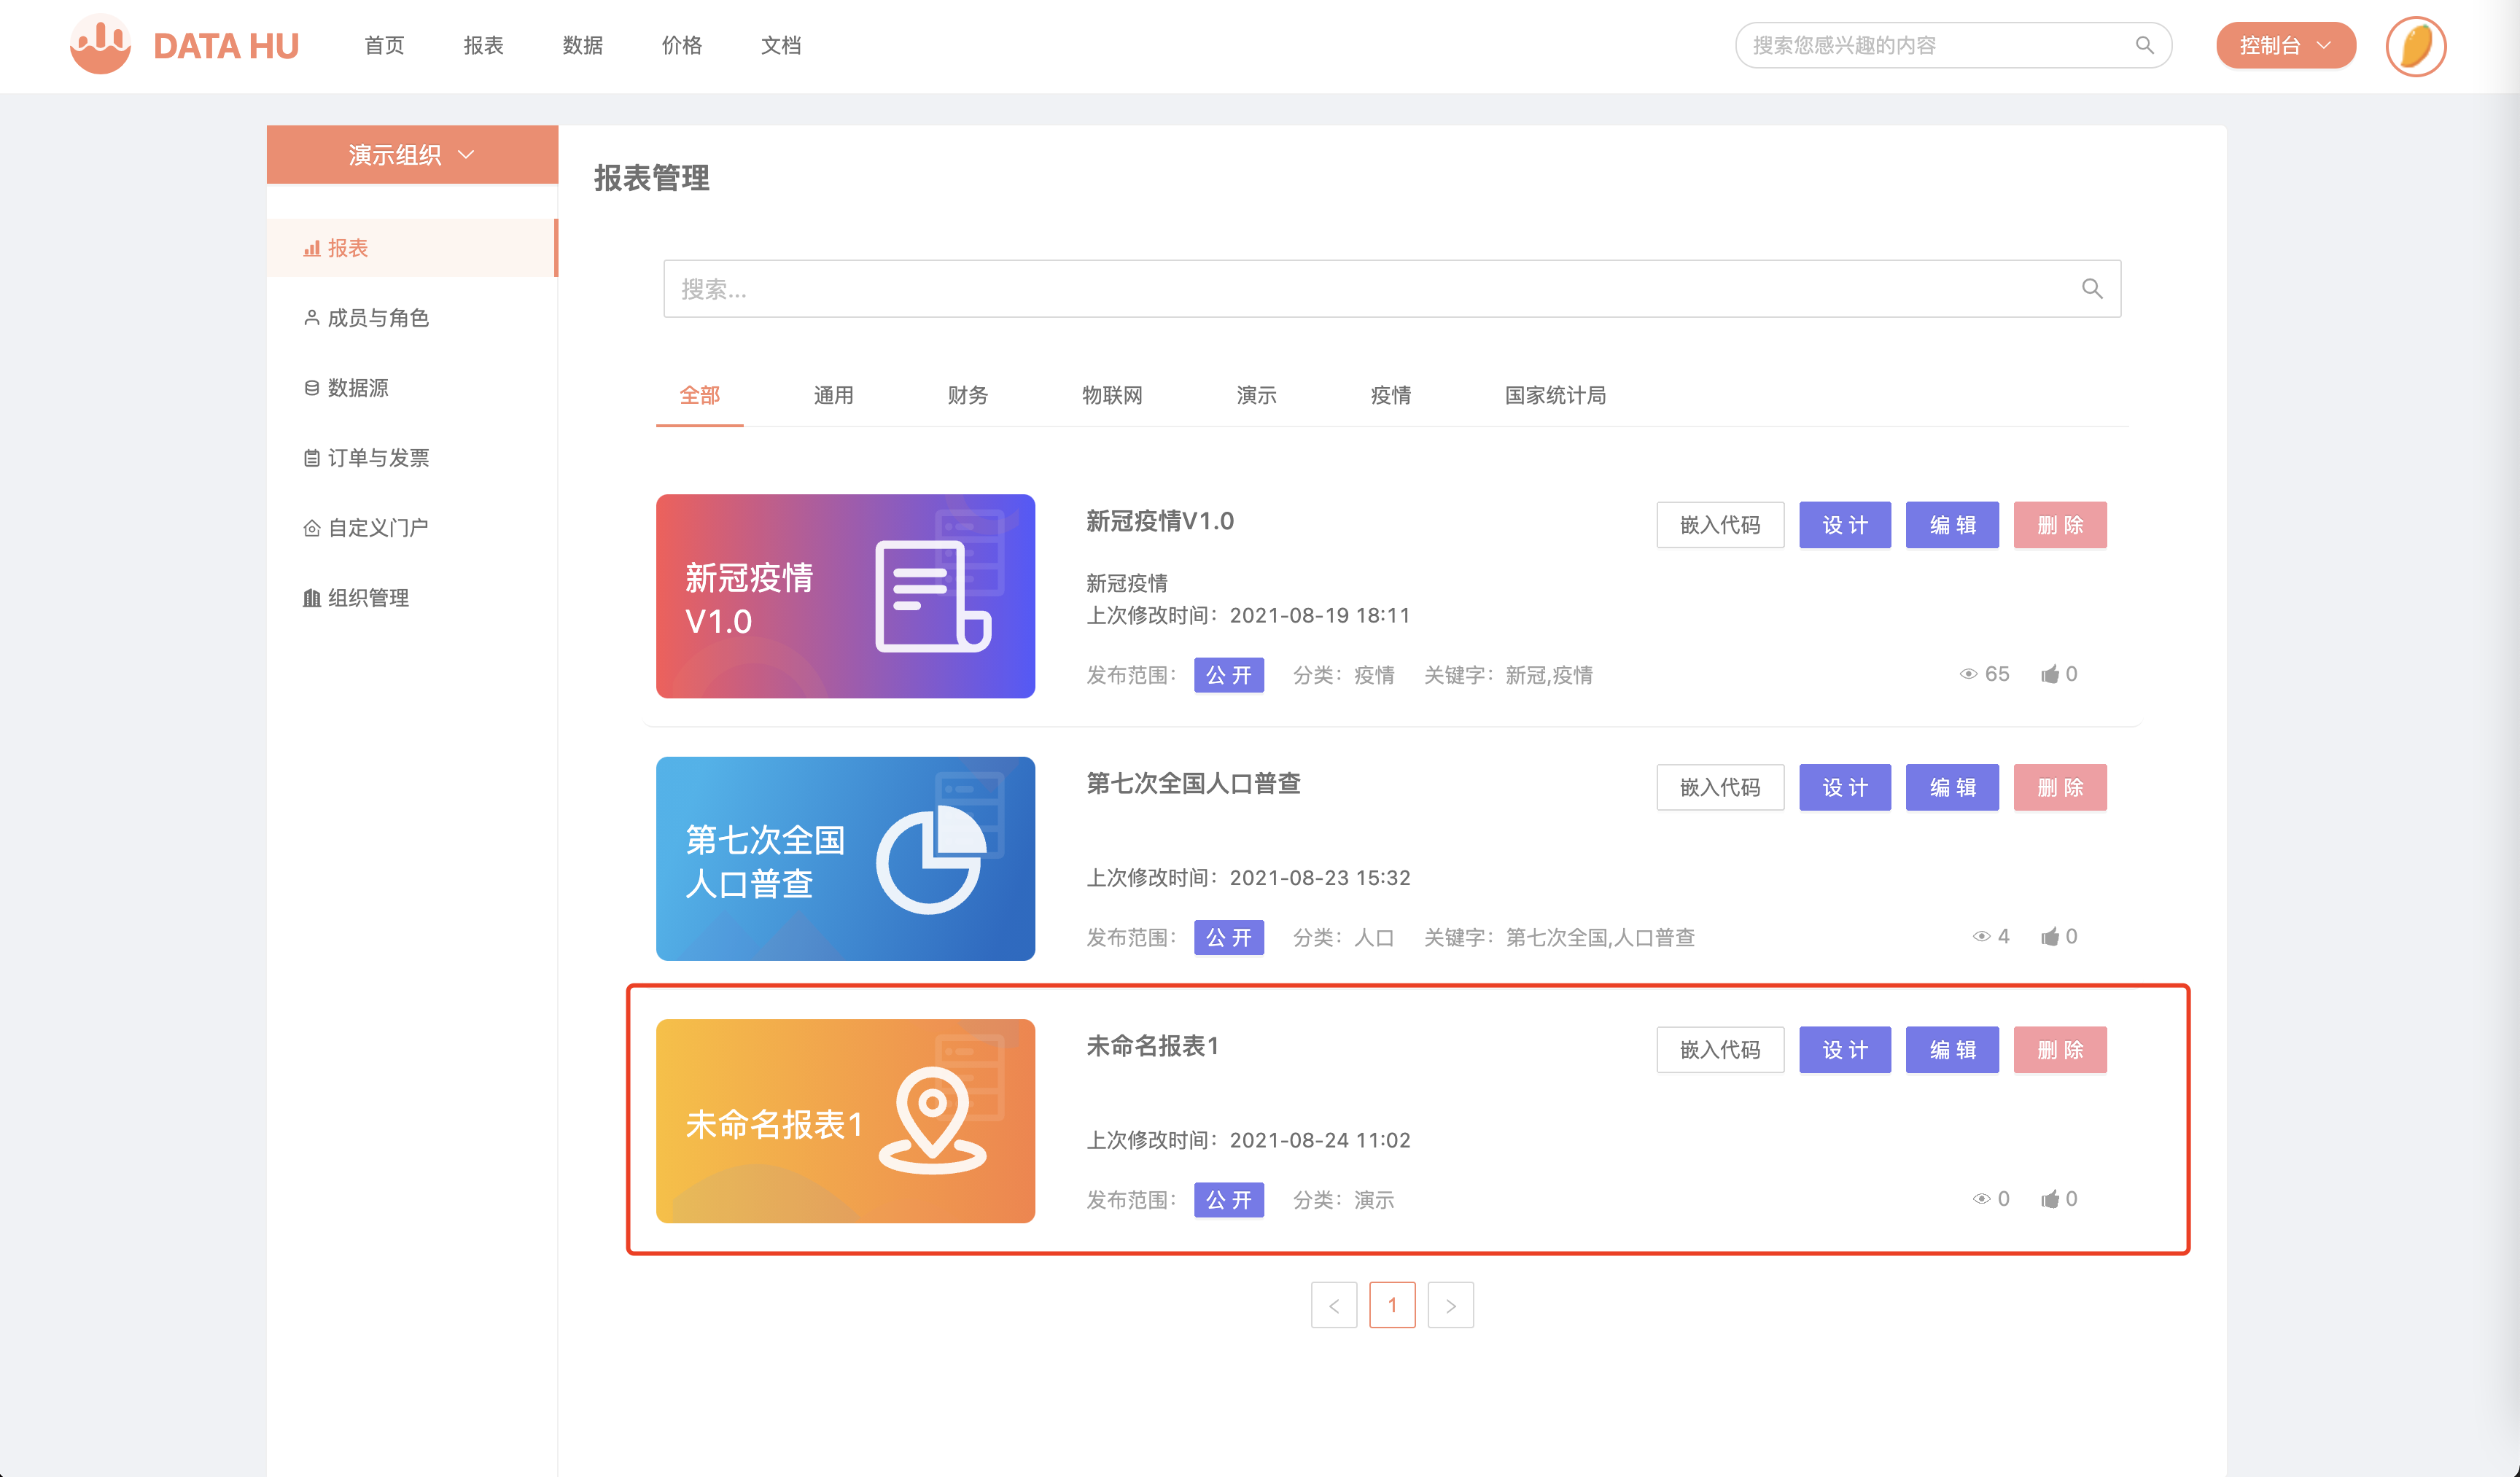 DATA HU
首页 报表 数据 价格 文档
搜索您感兴趣的内容
控制台
演示组织
报表
成员与角色
数据源
订单与发票
自定义门户
组织管理
报表管理
搜索...
全部 通用 财务 物联网 演示 疫情 国家统计局
新冠疫情
V1.0
新冠疫情V1.0
嵌入代码 设 计 编 辑 删 除
新冠疫情
上次修改时间：2021-08-19 18:11
发布范围： 公 开 分类：疫情 关键字：新冠,疫情 65 0
第七次全国
人口普查
第七次全国人口普查
嵌入代码 设 计 编 辑 删 除
上次修改时间：2021-08-23 15:32
发布范围： 公 开 分类：人口 关键字：第七次全国,人口普查 4 0
未命名报表1
未命名报表1
嵌入代码 设 计 编 辑 删 除
上次修改时间：2021-08-24 11:02
发布范围： 公 开 分类：演示 0 0
< 1 >